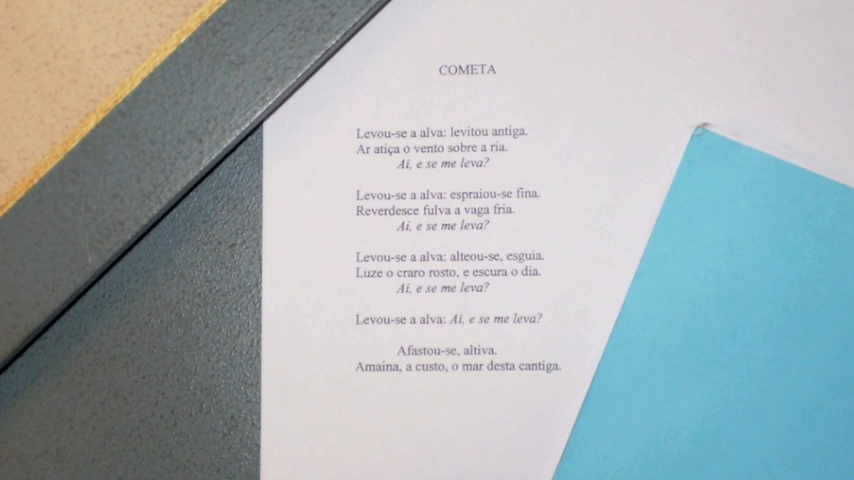 COMETA
Levou-se a alva: levitou antiga.
Ar atiça o vento sobre a ria.
Ai, e se me leva?
Levou-se a alva: espraiou-se fina.
Reverdesce fulva a vaga fria.
Ai, e se me leva?
Levou-se a alva: alteou-se, esguia.
Luze o craro rosto, e escura o dia.
Ai, e se me leva?
Levou-se a alva: Ai, e se me leva?
Afastou-se, altiva.
Amaina, a custo, o mar desta cantiga.